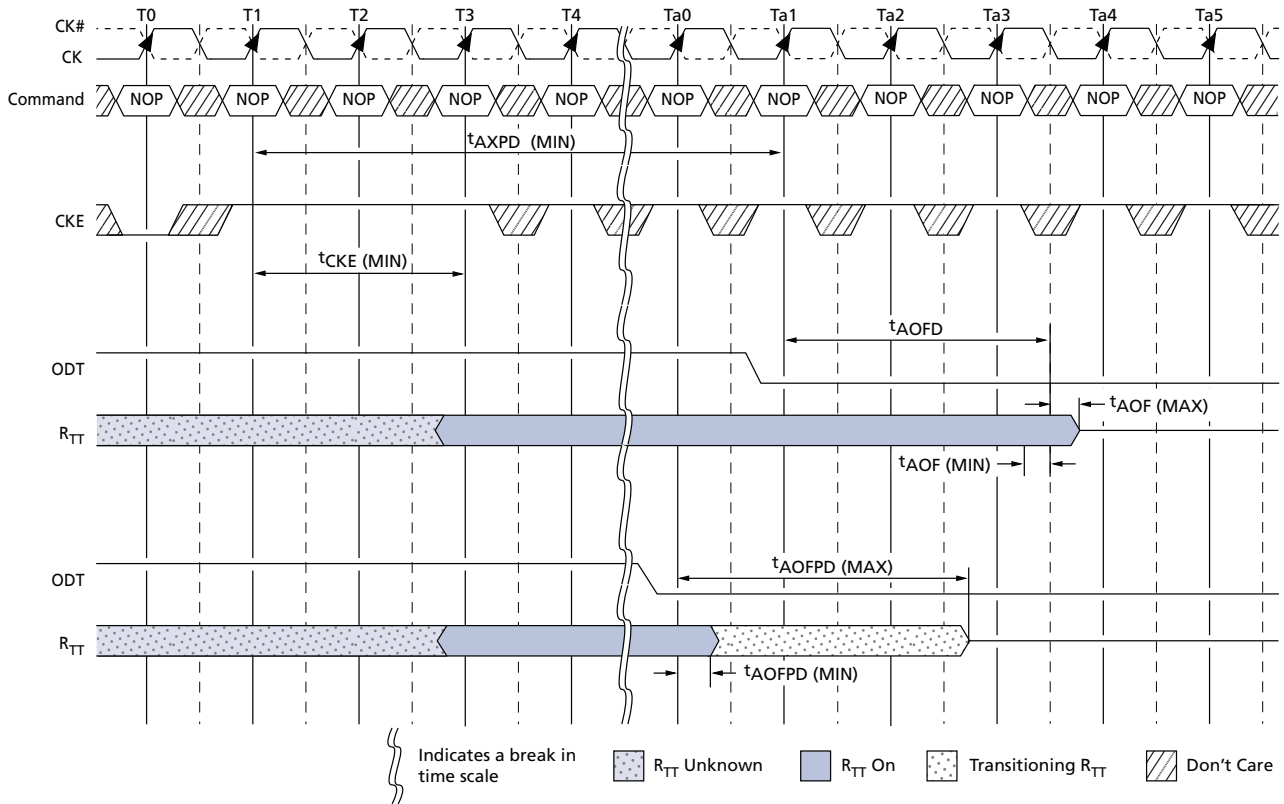 T0 T1 T2 T3 T4 Ta0 Ta1 Ta2 Ta3 Ta4 Ta5
CK#
CK
Command NOP NOP NOP NOP NOP NOP NOP NOP NOP NOP NOP
tAXPD (MIN)
CKE
tCKE (MIN)
tAOFD
ODT
tAOF (MAX)
RTT
tAOF (MIN)
tAOFPD (MAX)
ODT
RTT
tAOFPD (MIN)
Indicates a break in
time scale
RTT Unknown
RTT On
Transitioning RTT
Don't Care